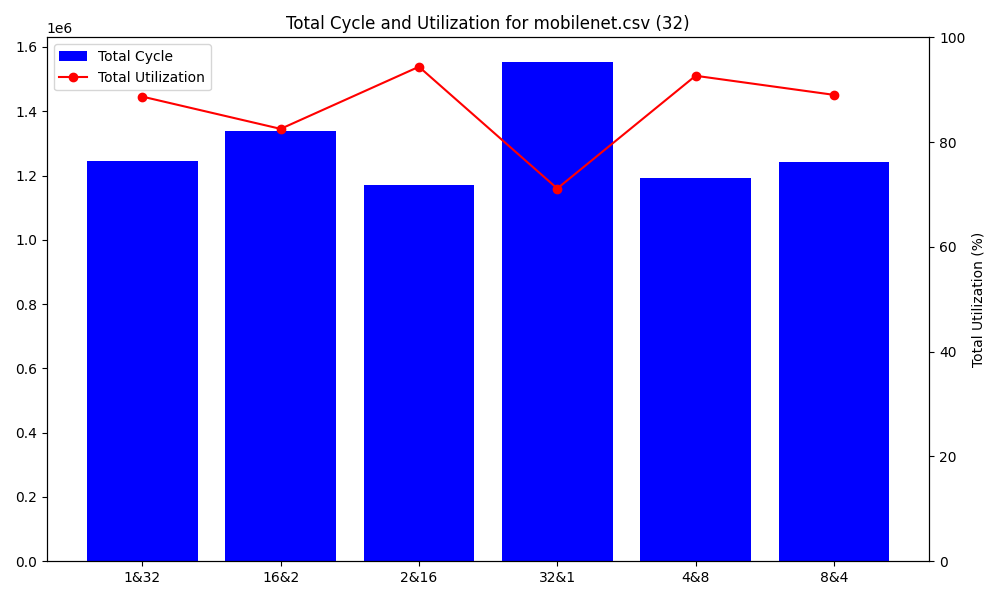 Total Cycle and Utilization for mobilenet.csv (32)
1e6
Total Cycle
Total Utilization
1.6
1.4
1.2
1.0
0.8
0.6
0.4
0.2
0.0
100
80
60
40
20
0
Total Utilization (%)
1&32 16&2 2&16 32&1 4&8 8&4